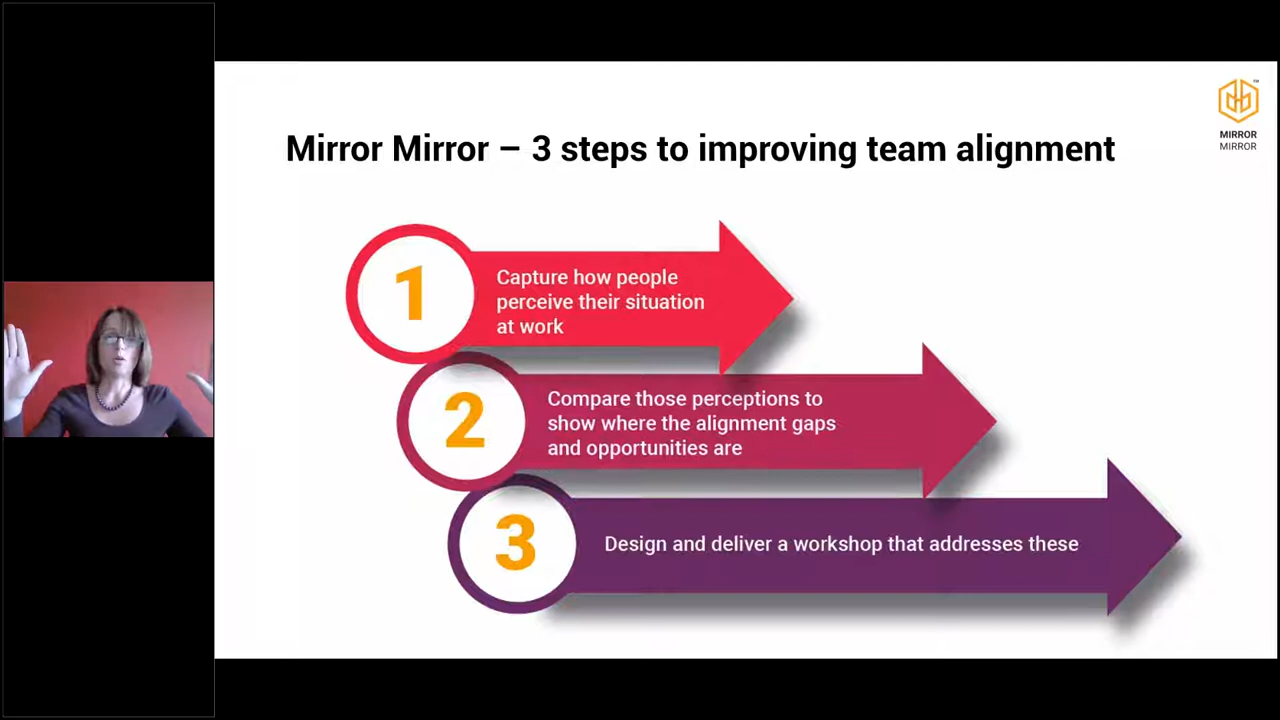 Mirror Mirror – 3 steps to improving team alignment
™
MIRROR
MIRROR
1
Capture how people
perceive their situation
at work
2
Compare those perceptions to
show where the alignment gaps
and opportunities are
3
Design and deliver a workshop that addresses these